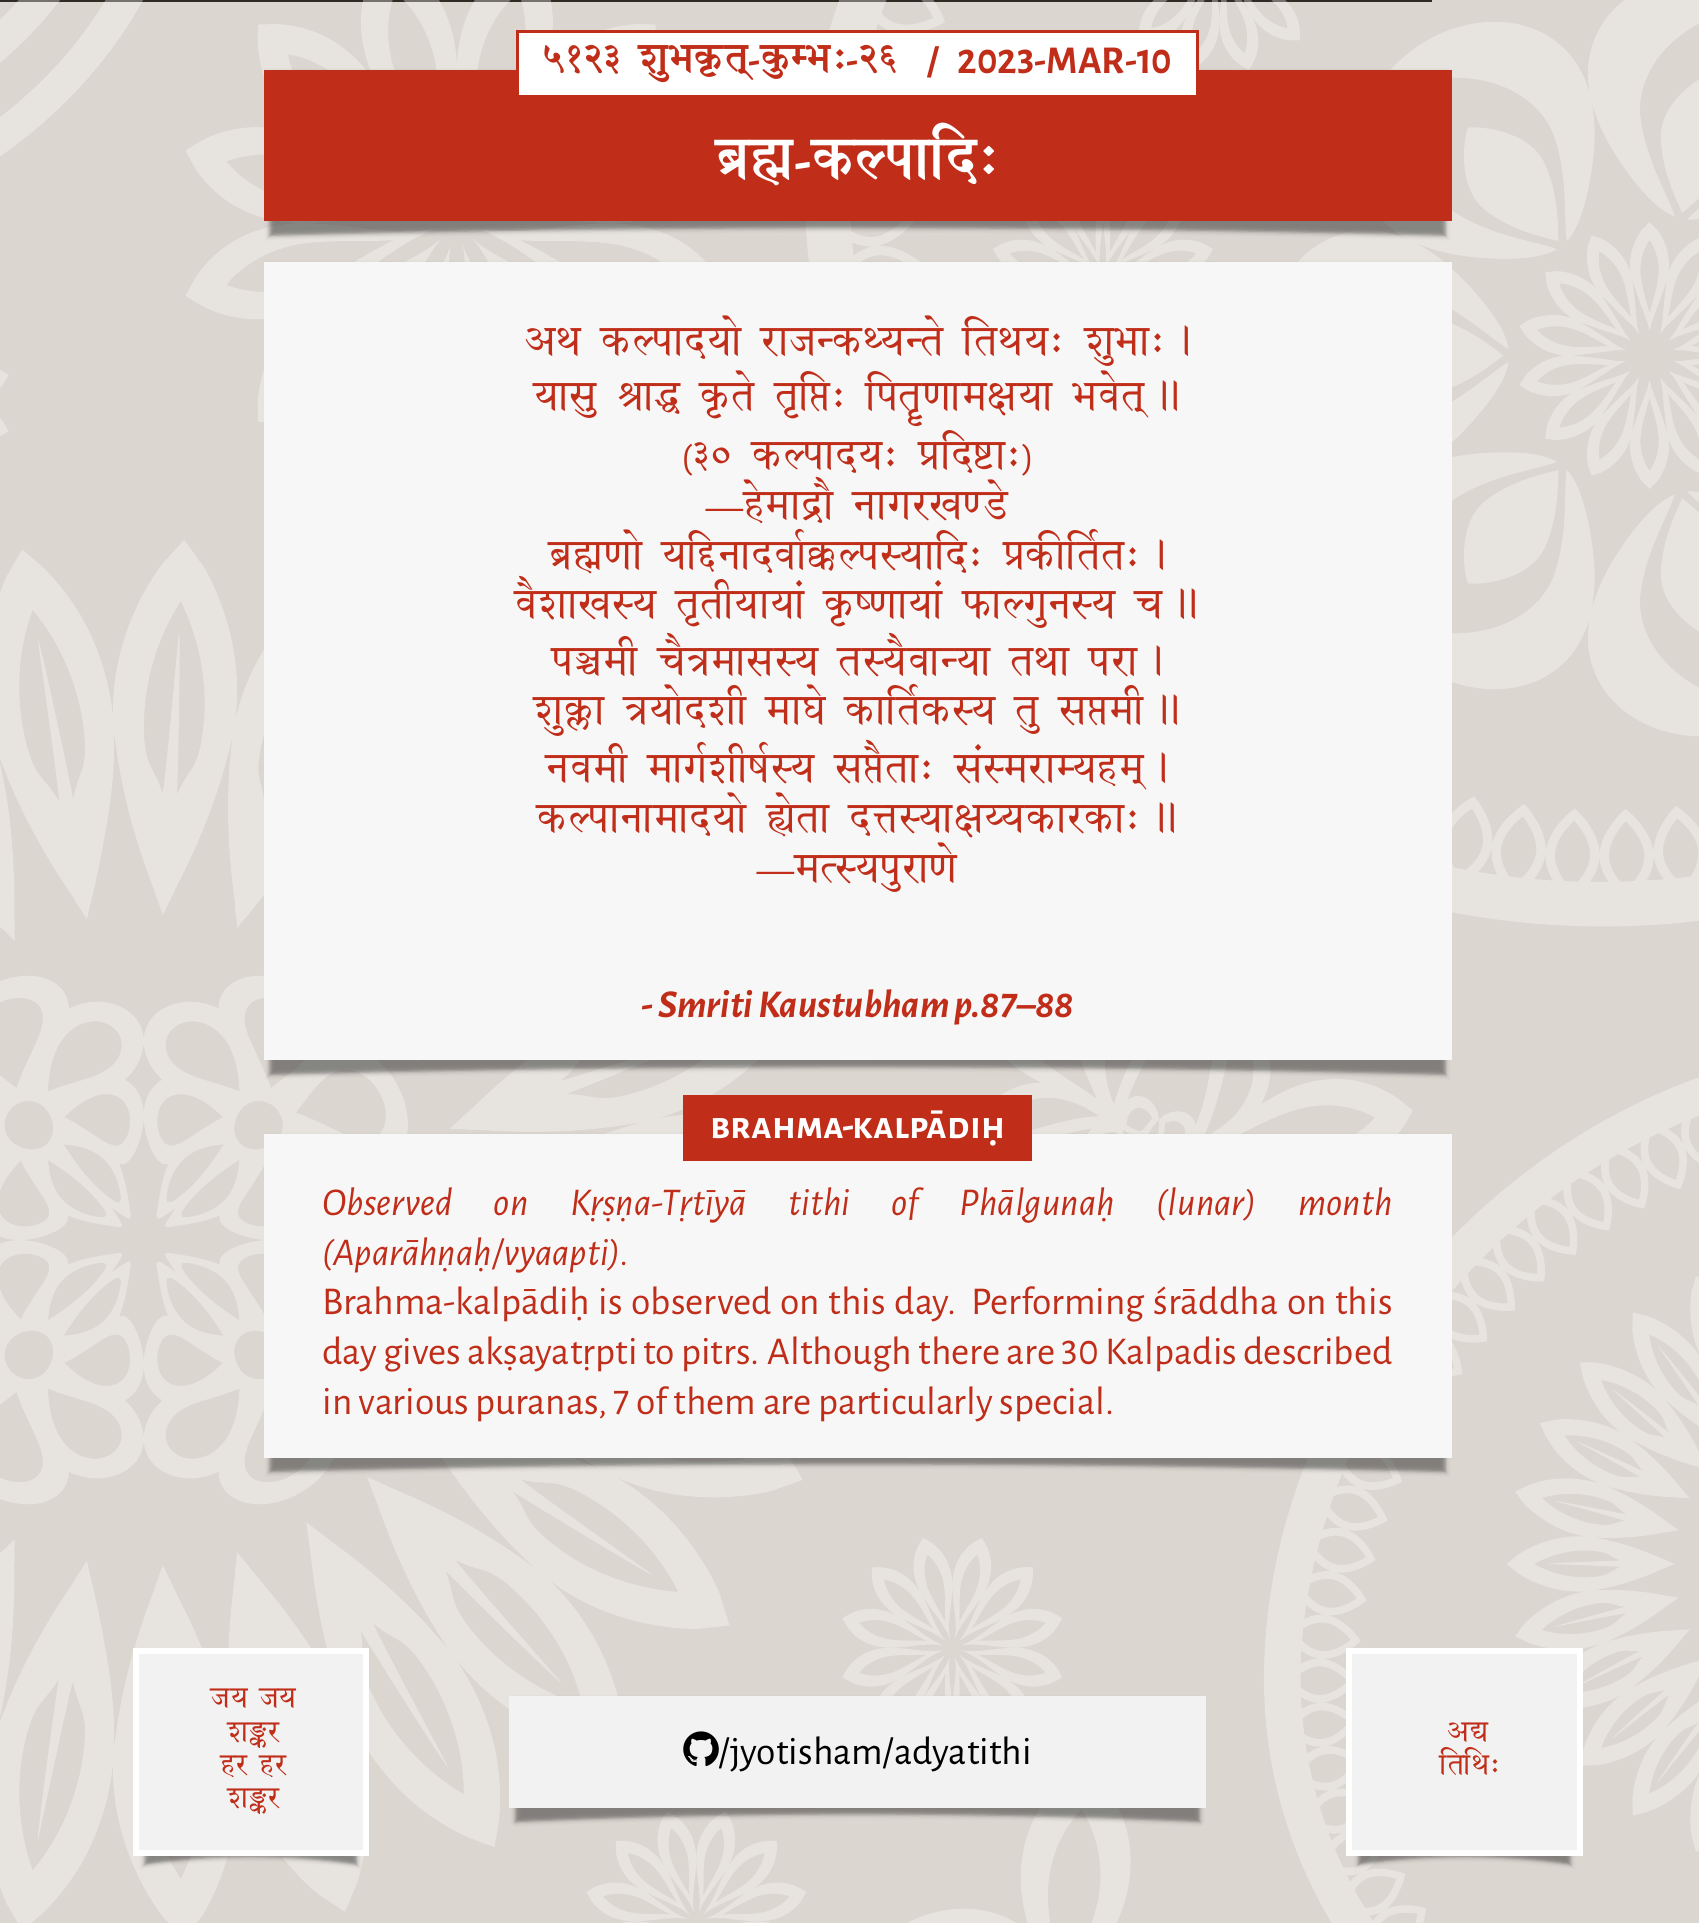 ५१२३ शुभकृत्-कुम्भः-२६ / 2023-MAR-10
ब्रह्म-कल्पादिः
अथ कल्पादयो राजन्कथ्यन्ते तिथयः शुभाः ।
यासु श्राद्ध कृते तृप्तिः पितॄणामक्षया भवेत् ॥
(३० कल्पादयः प्रदिष्टाः)
—हेमाद्रौ नागरखण्डे
ब्रह्मणो यद्दिनादर्वाक्कल्पस्यादिः प्रकीर्तितः ।
वैशाखस्य तृतीयायां कृष्णायां फाल्गुनस्य च ॥
पञ्चमी चैत्रमासस्य तस्यैवान्या तथा परा ।
शुक्ला त्रयोदशी माघे कार्तिकस्य तु सप्तमी ॥
नवमी मार्गशीर्षस्य सप्तैताः संस्मराम्यहम् ।
कल्पानामादयो ह्येता दत्तस्याक्षय्यकारकाः ॥
—मत्स्यपुराणे
- Smriti Kaustubham p.87–88
BRAHMA-KALPĀDIḤ
Observed on Kṛṣṇa-Tṛtīyā tithi of Phālgunaḥ (lunar) month
(Aparāhṇaḥ/vyaapti).
Brahma-kalpādiḥ is observed on this day. Performing śrāddha on this
day gives akṣayatṛpti to pitrs. Although there are 30 Kalpadis described
in various puranas, 7 of them are particularly special.
जय जय
शङ्कर
हर हर
शङ्कर
/jyotisham/adyatithi
अद्य
तिथिः